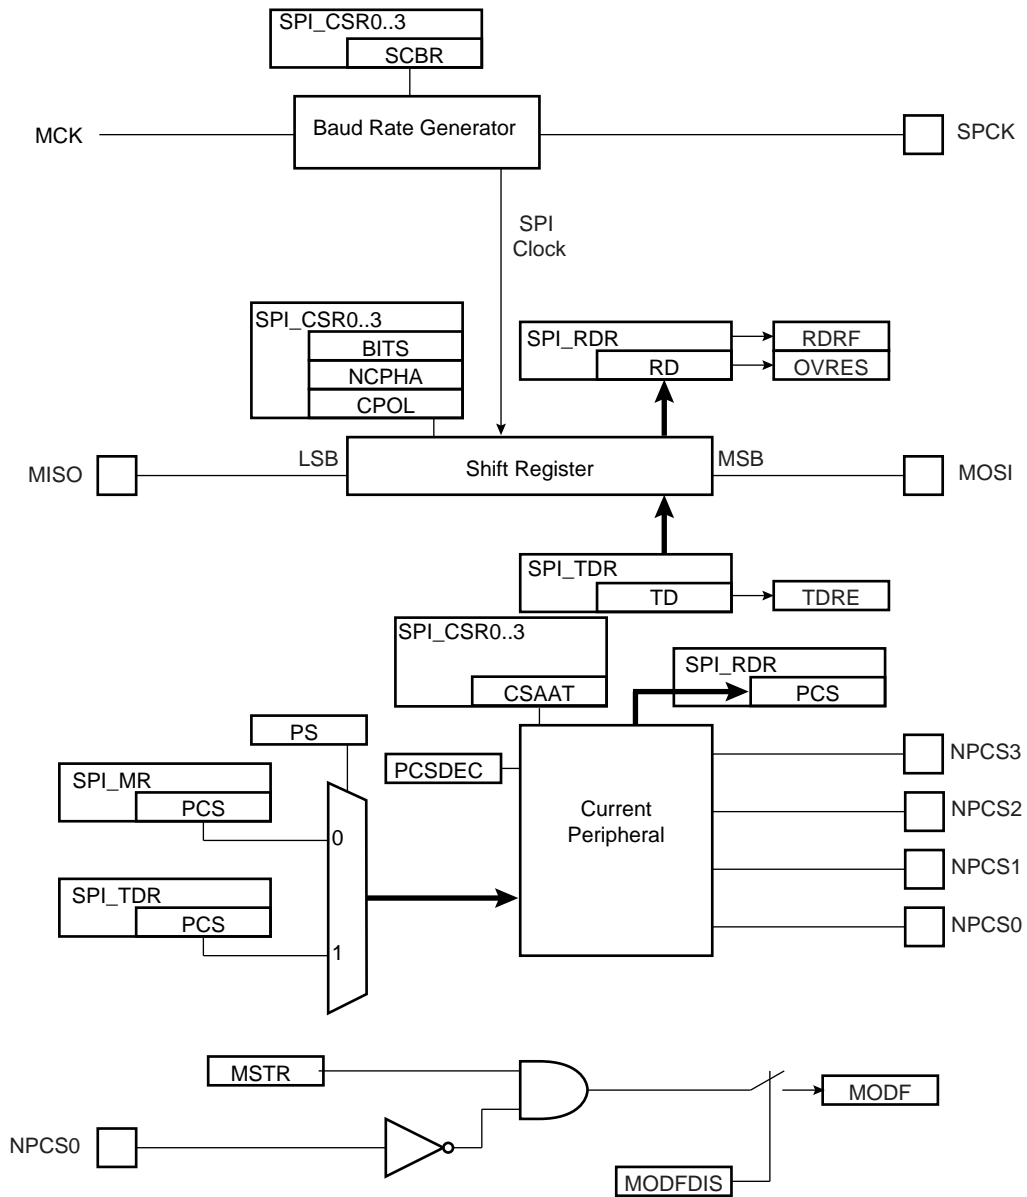 SPI_CSR0..3
SCBR
MCK
Baud Rate Generator
SPCK
SPI
Clock
SPI_CSR0..3
BITS
NCPHA
CPOL
SPI_RDR
RD
RDRF
OVRES
MISO
LSB
Shift Register
MSB
MOSI
SPI_TDR
TD
TDRE
SPI_CSR0..3
CSAAT
SPI_RDR
PCS
PS
PCSDEC
NPCS3
SPI_MR
PCS
0
Current
Peripheral
NPCS2
NPCS1
SPI_TDR
PCS
1
NPCS0
MSTR
MODF
NPCS0
MODFDIS